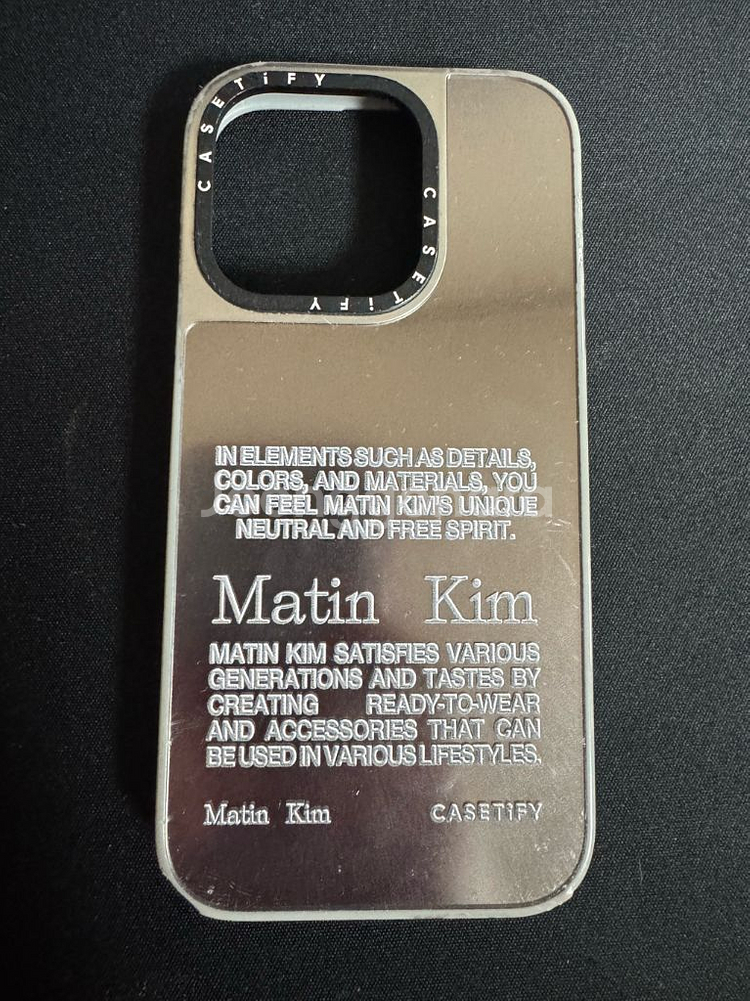 CASETiFY
CASETiFY
IN ELEMENTS SUCH AS DETAILS,
COLORS, AND MATERIALS, YOU
CAN FEEL MATIN KIM'S UNIQUE
NEUTRAL AND FREE SPIRIT.
Matin Kim
MATIN KIM SATISFIES VARIOUS
GENERATIONS AND TASTES BY
CREATING READY-TO-WEAR
AND ACCESSORIES THAT CAN
BE USED IN VARIOUS LIFESTYLES.
Matin Kim CASETiFY